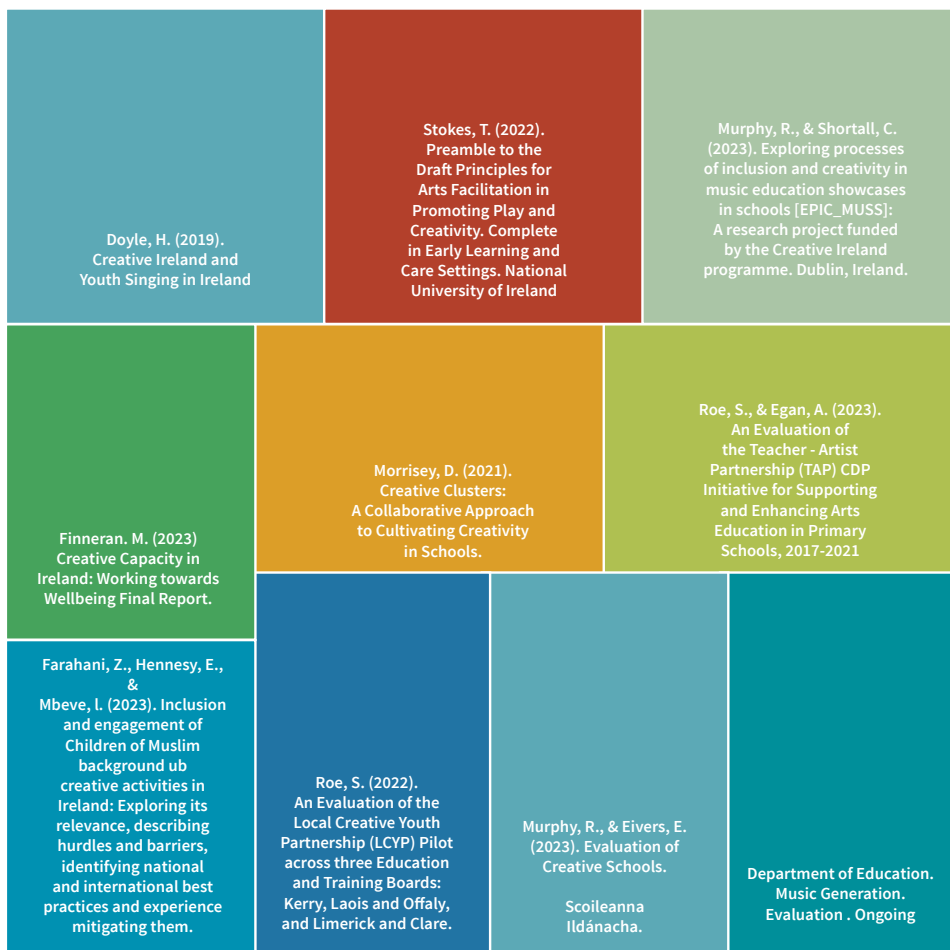 Doyle, H. (2019).
Creative Ireland and
Youth Singing in Ireland
Stokes, T. (2022).
Preamble to the
Draft Principles for
Arts Facilitation in
Promoting Play and
Creativity. Complete
in Early Learning and
Care Settings. National
University of Ireland
Murphy, R., & Shortall, C.
(2023). Exploring processes
of inclusion and creativity in
music education showcases
in schools [EPIC_MUSS]:
A research project funded
by the Creative Ireland
programme. Dublin, Ireland.
Finneran. M. (2023)
Creative Capacity in
Ireland: Working towards
Wellbeing Final Report.
Morrisey, D. (2021).
Creative Clusters:
A Collaborative Approach
to Cultivating Creativity
in Schools.
Roe, S., & Egan, A. (2023).
An Evaluation of
the Teacher - Artist
Partnership (TAP) CDP
Initiative for Supporting
and Enhancing Arts
Education in Primary
Schools, 2017-2021
Farahani, Z., Hennesy, E.,
&
Mbeve, l. (2023). Inclusion
and engagement of
Children of Muslim
background ub
creative activities in
Ireland: Exploring its
relevance, describing
hurdles and barriers,
identifying national
and international best
practices and experience
mitigating them.
Roe, S. (2022).
An Evaluation of the
Local Creative Youth
Partnership (LCYP) Pilot
across three Education
and Training Boards:
Kerry, Laois and Offaly,
and Limerick and Clare.
Murphy, R., & Eivers, E.
(2023). Evaluation of
Creative Schools.
Scoileanna
Ildánacha.
Department of Education.
Music Generation.
Evaluation . Ongoing